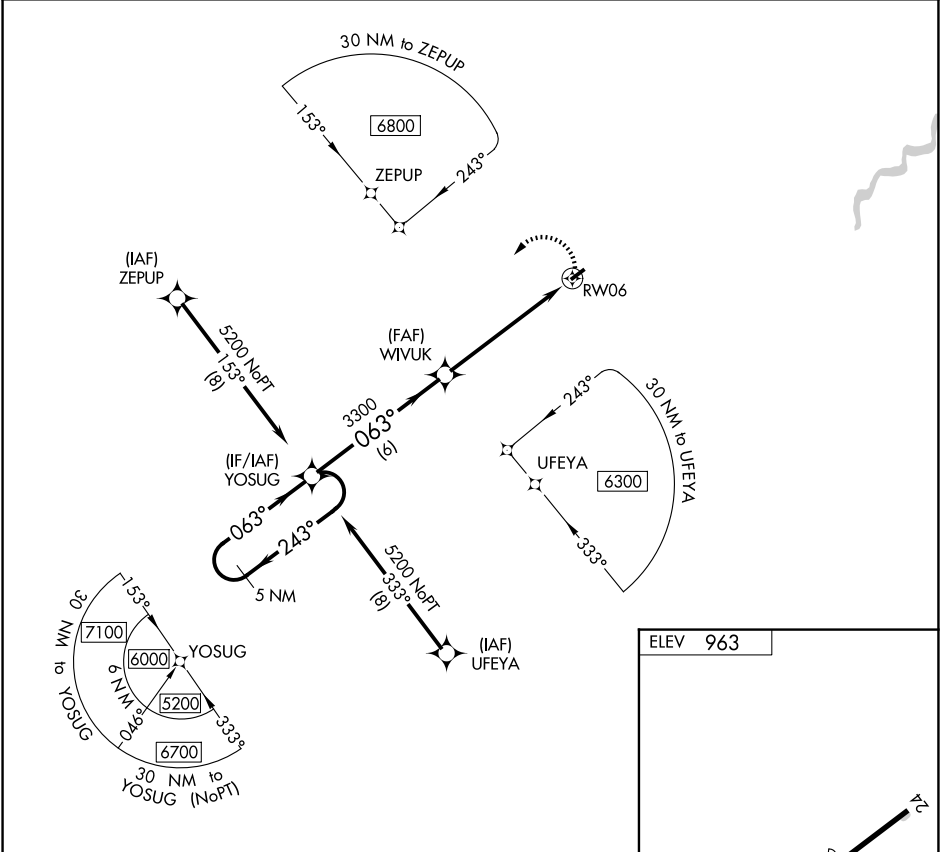 30 NM to ZEPUP
6800
153°
243°
ZEPUP
(IAF)
ZEPUP
5200 NoPT
153°
(8)
RW06
(FAF)
WIVUK
3300
063°
(6)
(IF/IAF)
YOSUG
063°
243°
5 NM
243°
30 NM to UFEYA
UFEYA
6300
333°
5200 NoPT
333°
(8)
(IAF)
UFEYA
153°
30 NM to YOSUG
7100
6000
YOSUG
6 NM
5200
046°
333°
6700
30 NM to
YOSUG (NoPT)
ELEV 963
24